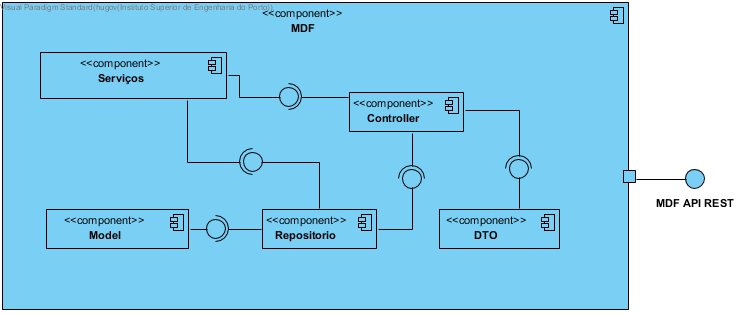 Visual Paradigm Standard(hugov(Instituto Superior de Engenharia do Porto))
<<component>>
MDF
<<component>>
Serviços
<<component>>
Controller
<<component>>
Model
<<component>>
Repositorio
<<component>>
DTO
MDF API REST